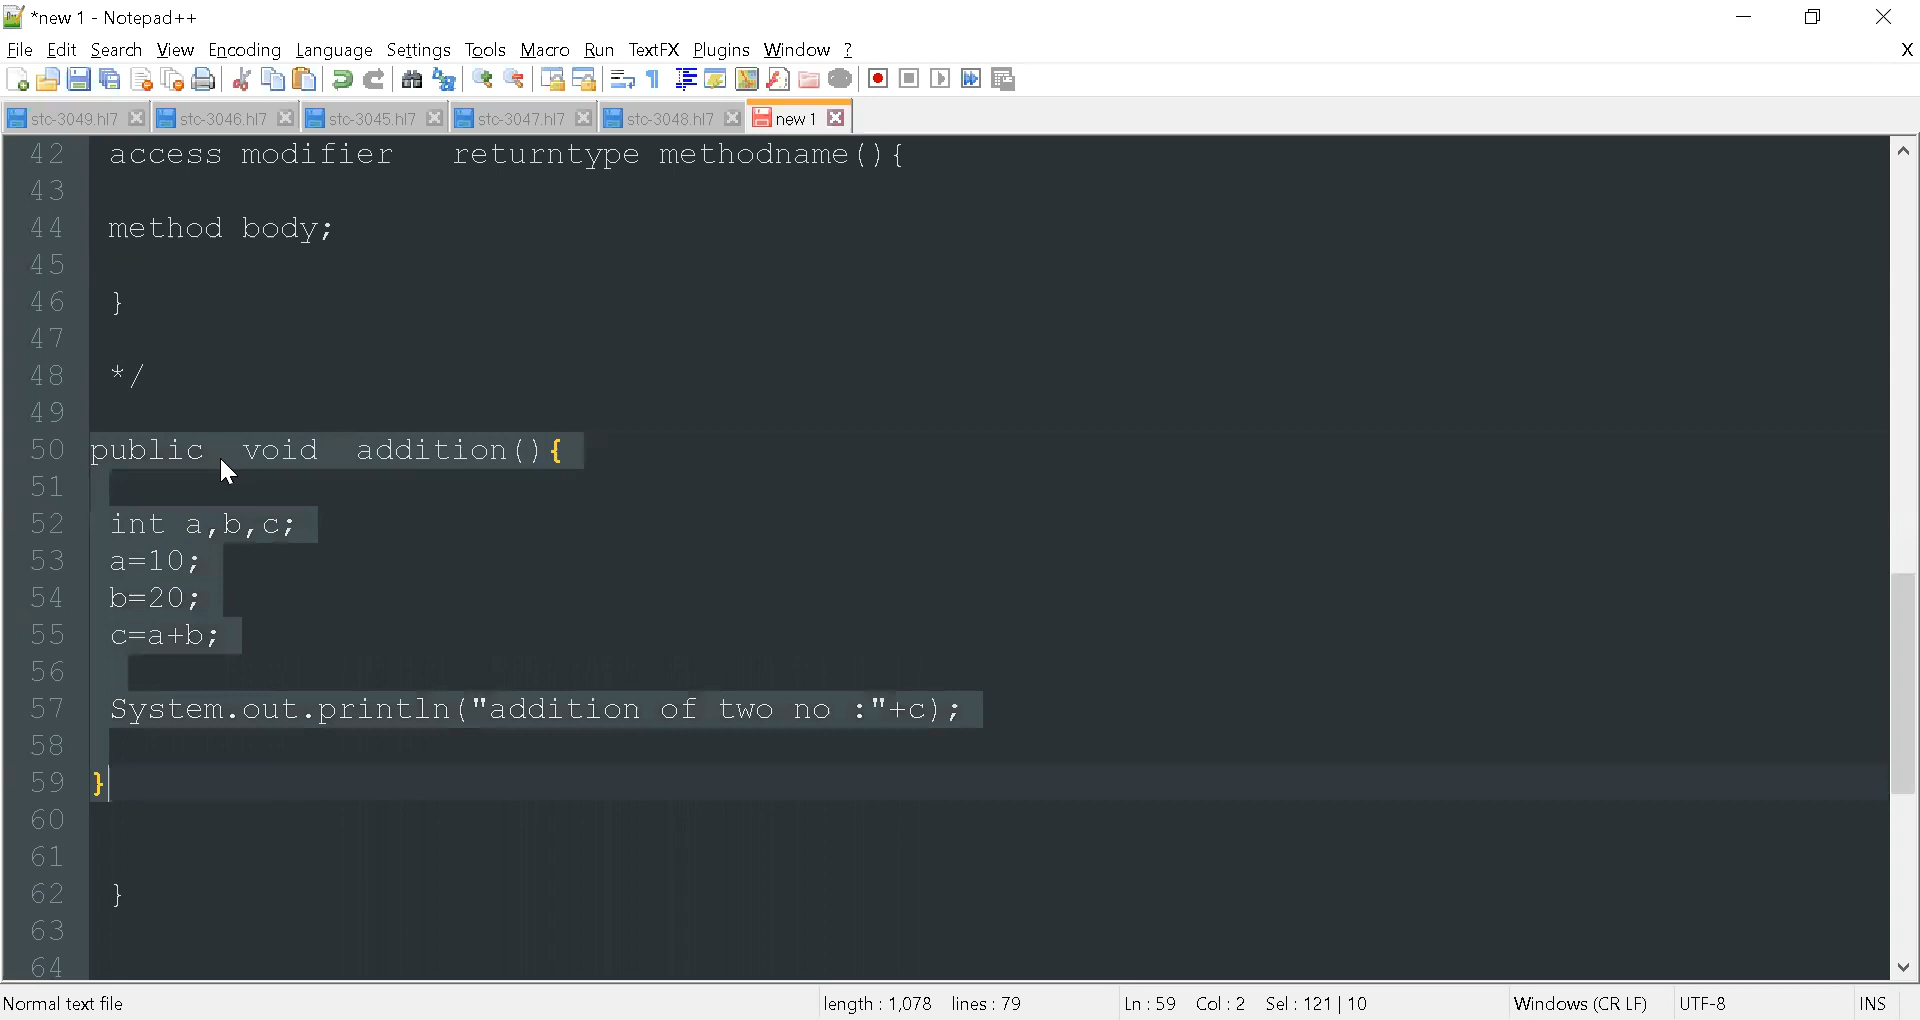 *new 1 - Notepad++
File Edit Search View Encoding Language Settings Tools Macro Run TextFX Plugins Window ? X
stc-3049.hl7 stc-3046.hl7 stc-3045.hl7 stc-3047.hl7 stc-3048.hl7 new 1
42 access modifier returntype methodname(){
43
44 method body;
45
46 }
47
48 */
49
50 public void addition(){
51
52 int a,b,c;
53 a=10;
54 b=20;
55 c=a+b;
56
57 System.out.println("addition of two no :"+c);
58
59 }
60
61
62 }
63
64
Normal text file length : 1,078 lines : 79 Ln : 59 Col : 2 Sel : 121 | 10 Windows (CR LF) UTF-8 INS